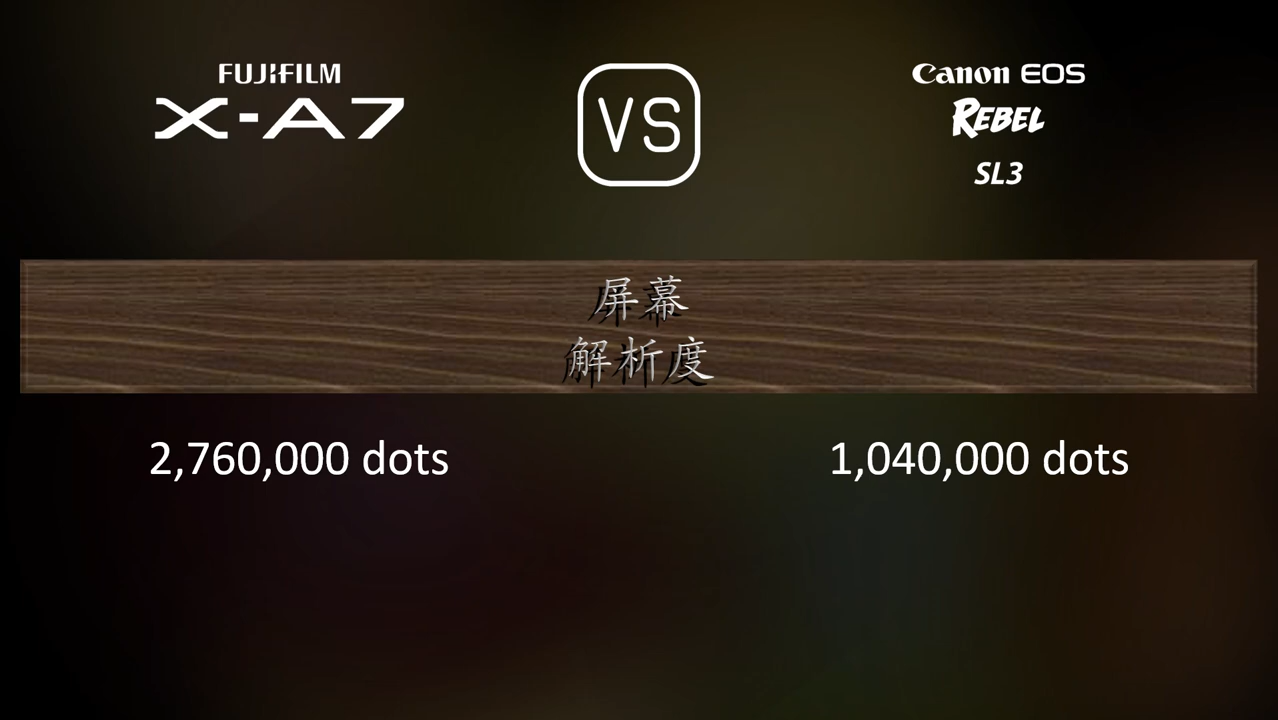 FUJIFILM
X-A7
VS
Canon EOS
REBEL
SL3
屏幕
解析度
2,760,000 dots
1,040,000 dots